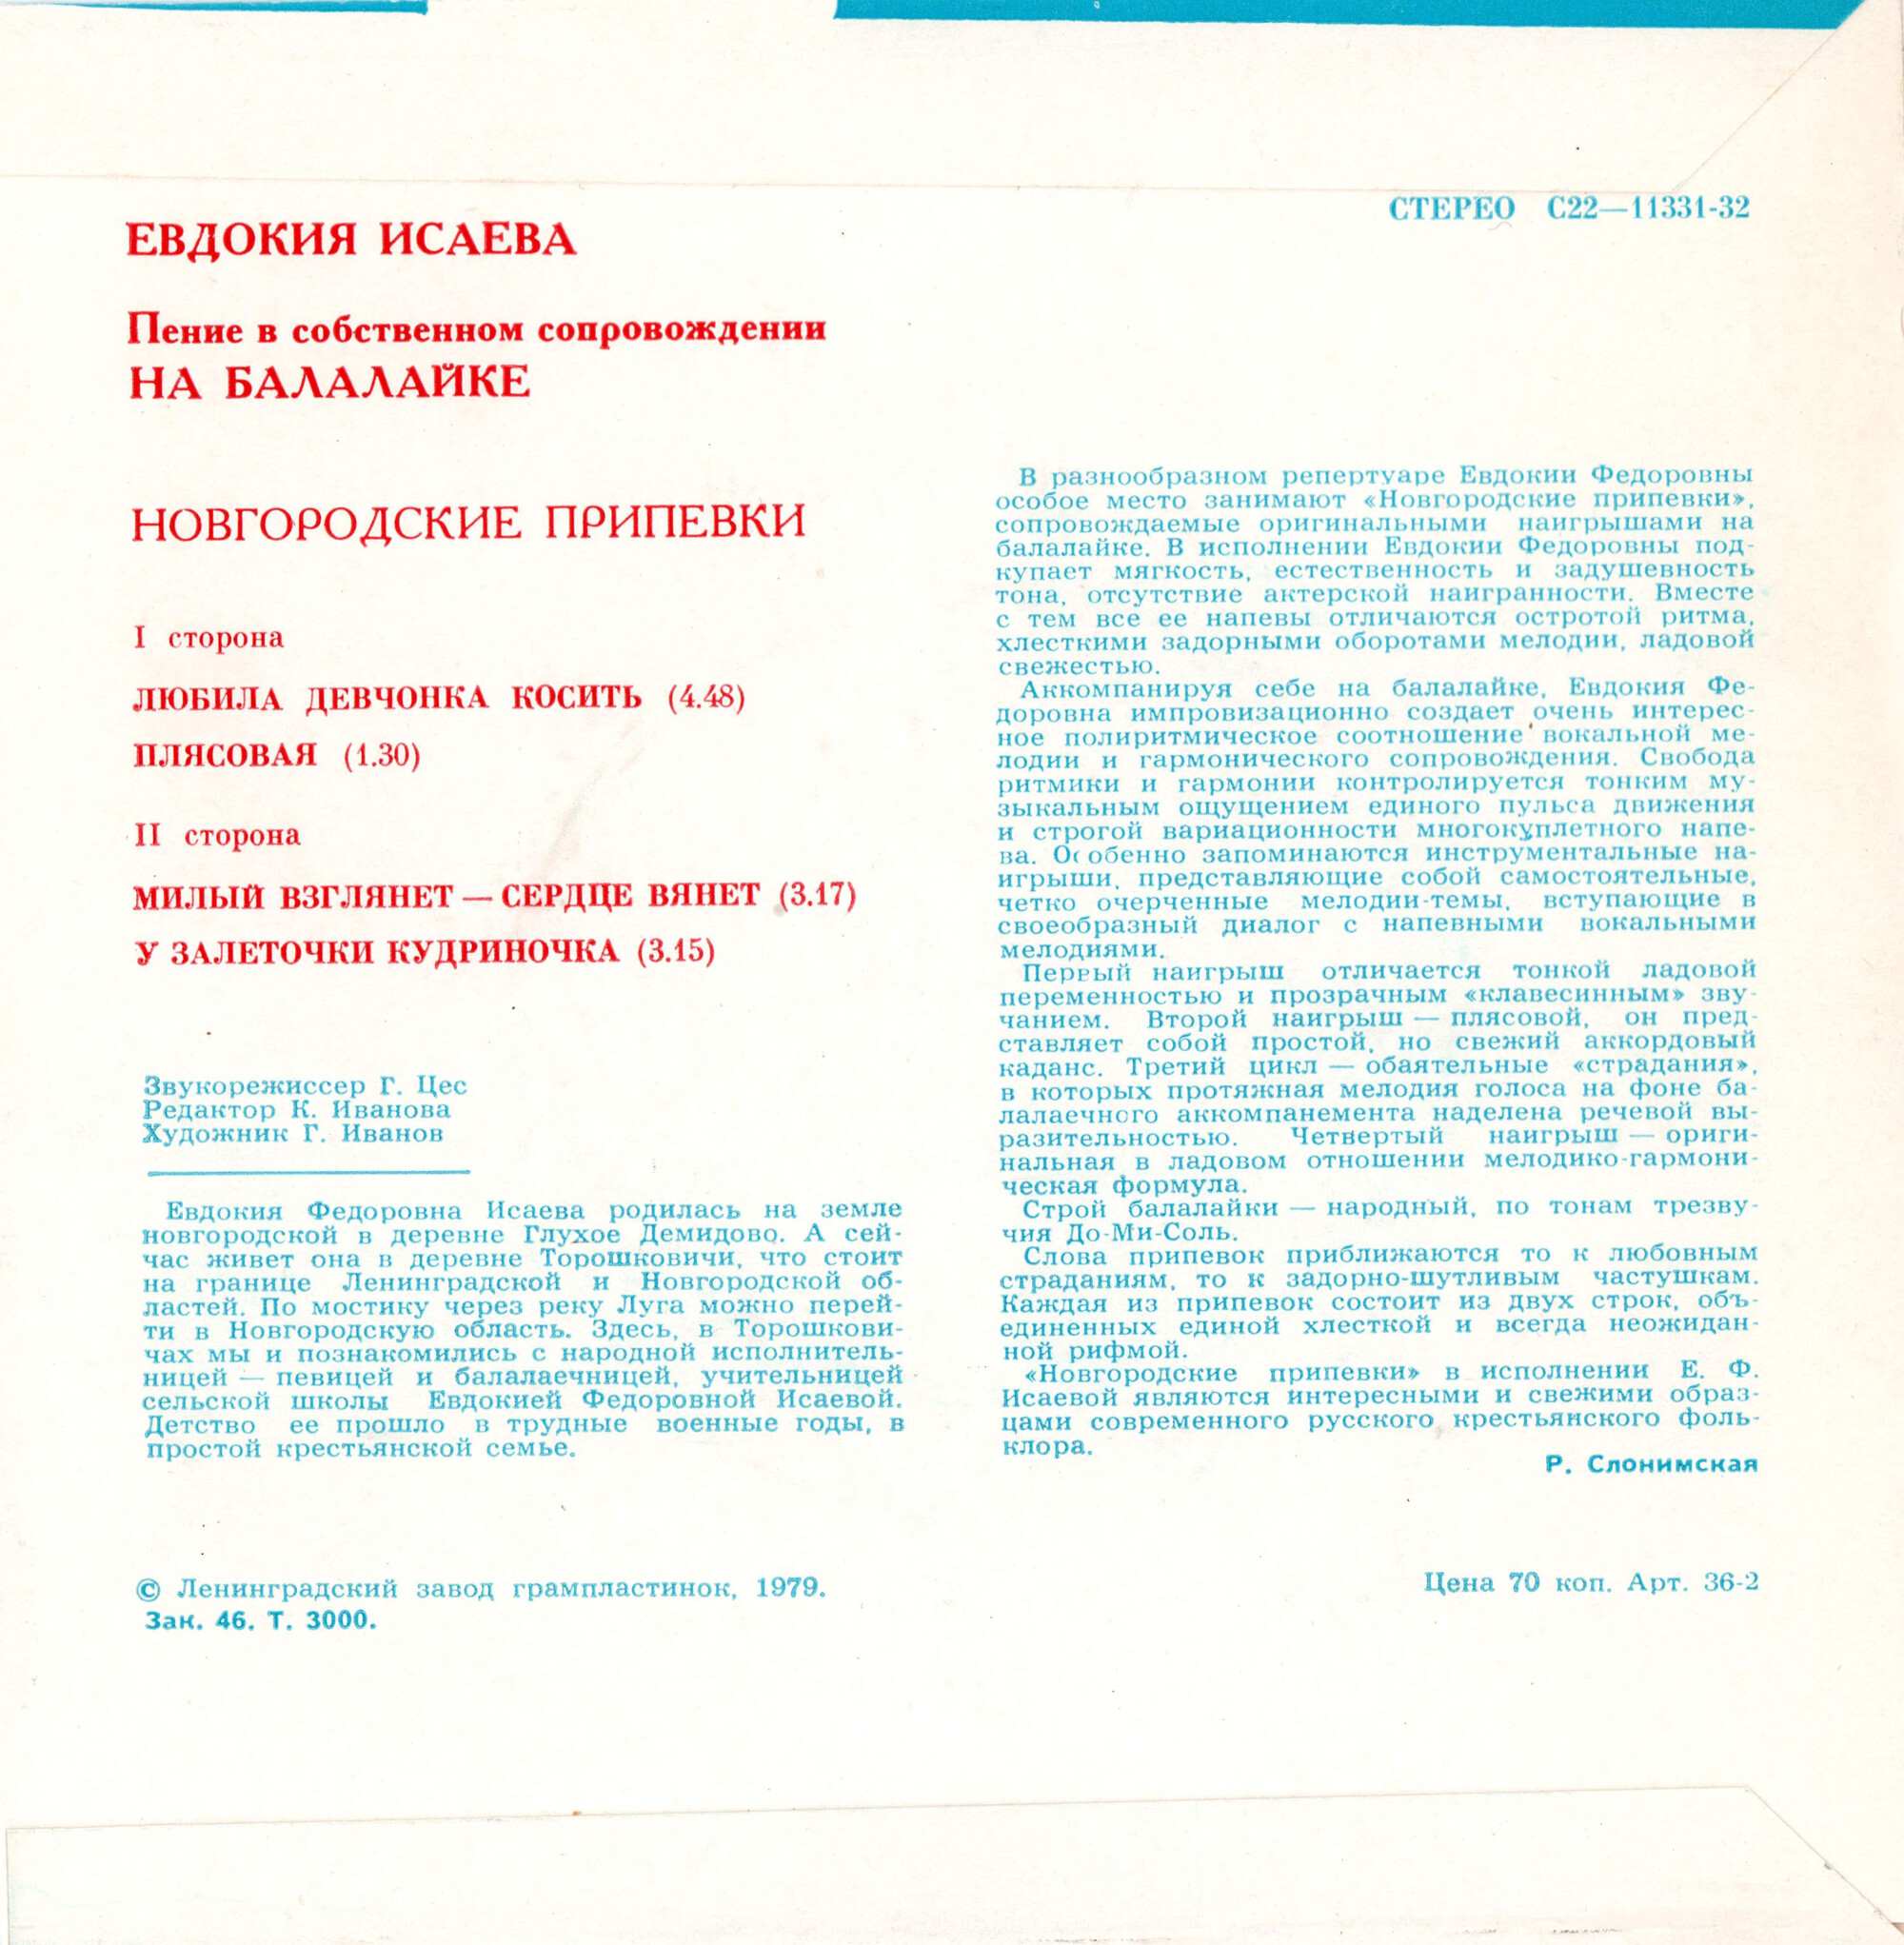 СТЕРЕО С22—11331-32
ЕВДОКИЯ ИСАЕВА
Пение в собственном сопровождении
НА БАЛАЛАЙКЕ
НОВГОРОДСКИЕ ПРИПЕВКИ
I сторона
ЛЮБИЛА ДЕВЧОНКА КОСИТЬ (4.48)
ПЛЯСОВАЯ (1.30)
II сторона
МИЛЫЙ ВЗГЛЯНЕТ — СЕРДЦЕ ВЯНЕТ (3.17)
У ЗАЛЕТОЧКИ КУДРИНОЧКА (3.15)
Звукорежиссер Г. Цес
Редактор К. Иванова
Художник Г. Иванов
Евдокия Федоровна Исаева родилась на земле
новгородской в деревне Глухое Демидово. А сей-
час живет она в деревне Торошковичи, что стоит
на границе Ленинградской и Новгородской об-
ластей. По мостику через реку Луга можно перей-
ти в Новгородскую область. Здесь, в Торошкови-
чах мы и познакомились с народной исполнитель-
ницей — певицей и балалаечницей, учительницей
сельской школы Евдокией Федоровной Исаевой.
Детство ее прошло в трудные военные годы, в
простой крестьянской семье.
В разнообразном репертуаре Евдокии Федоровны
особое место занимают «Новгородские припевки»,
сопровождаемые оригинальными наигрышами на
балалайке. В исполнении Евдокии Федоровны под-
купает мягкость, естественность и задушевность
тона, отсутствие актерской наигранности. Вместе
с тем все ее напевы отличаются остротой ритма,
хлесткими задорными оборотами мелодии, ладовой
свежестью.
Аккомпанируя себе на балалайке, Евдокия Фе-
доровна импровизационно создает очень интерес-
ное полиритмическое соотношение вокальной ме-
лодии и гармонического сопровождения. Свобода
ритмики и гармонии контролируется тонким му-
зыкальным ощущением единого пульса движения
и строгой вариационности многокуплетного напе-
ва. Особенно запоминаются инструментальные на-
игрыши, представляющие собой самостоятельные,
четко очерченные мелодии-темы, вступающие в
своеобразный диалог с напевными вокальными
мелодиями.
Первый наигрыш отличается тонкой ладовой
переменностью и прозрачным «клавесинным» зву-
чанием. Второй наигрыш — плясовой, он пред-
ставляет собой простой, но свежий аккордовый
каданс. Третий цикл — обаятельные «страдания»,
в которых протяжная мелодия голоса на фоне ба-
лалаечного аккомпанемента наделена речевой вы-
разительностью. Четвертый наигрыш — ориги-
нальная в ладовом отношении мелодико-гармони-
ческая формула.
Строй балалайки — народный, по тонам трезву-
чия До-Ми-Соль.
Слова припевок приближаются то к любовным
страданиям, то к задорно-шутливым частушкам.
Каждая из припевок состоит из двух строк, объ-
единенных единой хлесткой и всегда неожидан-
ной рифмой.
«Новгородские припевки» в исполнении Е. Ф.
Исаевой являются интересными и свежими образ-
цами современного русского крестьянского фоль-
клора.
Р. Слонимская
© Ленинградский завод грампластинок, 1979.
Зак. 46. Т. 3000.
Цена 70 коп. Арт. 36-2